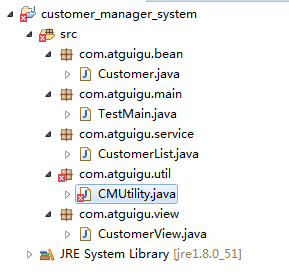 customer_manager_system
src
com.atguigu.bean
Customer.java
com.atguigu.main
TestMain.java
com.atguigu.service
CustomerList.java
com.atguigu.util
CMUtility.java
com.atguigu.view
CustomerView.java
JRE System Library [jre1.8.0_51]